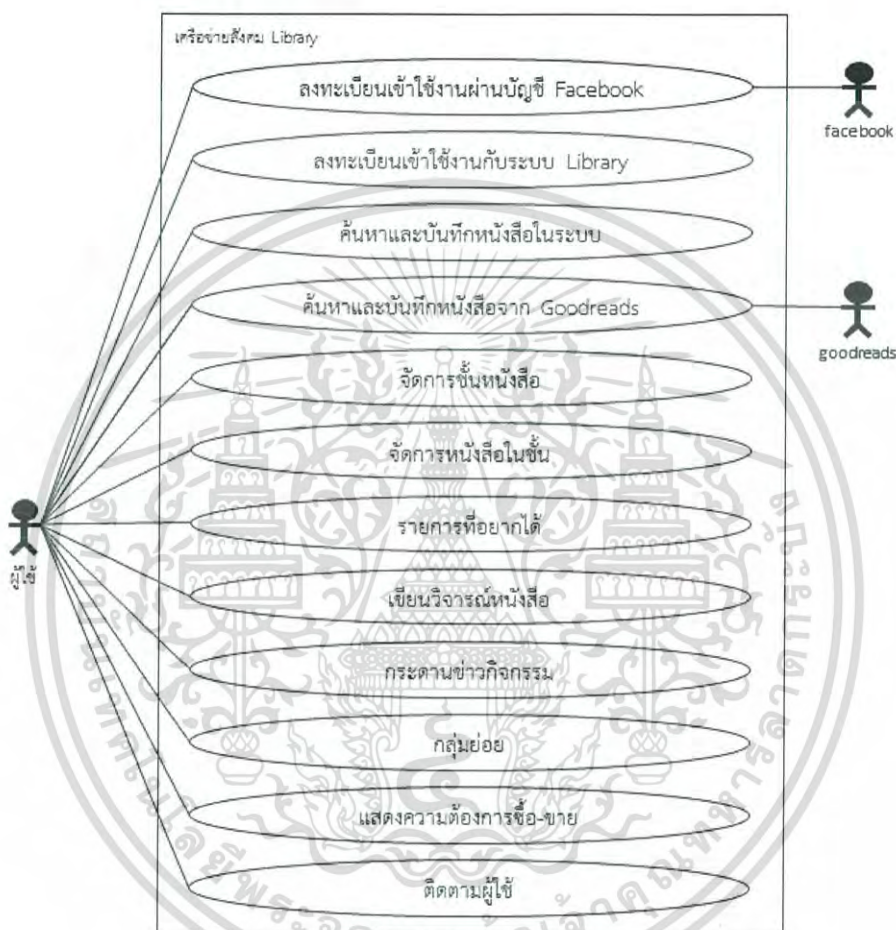 เครือข่ายสังคม Library
ลงทะเบียนเข้าใช้งานผ่านบัญชี Facebook
facebook
ลงทะเบียนเข้าใช้งานกับระบบ Library
ค้นหาและบันทึกหนังสือในระบบ
ค้นหาและบันทึกหนังสือจาก Goodreads
goodreads
จัดการชั้นหนังสือ
จัดการหนังสือในชั้น
รายการที่อยากได้
ผู้ใช้
เขียนวิจารณ์หนังสือ
กระดานข่าวกิจกรรม
กลุ่มย่อย
แสดงความต้องการซื้อ-ขาย
ติดตามผู้ใช้